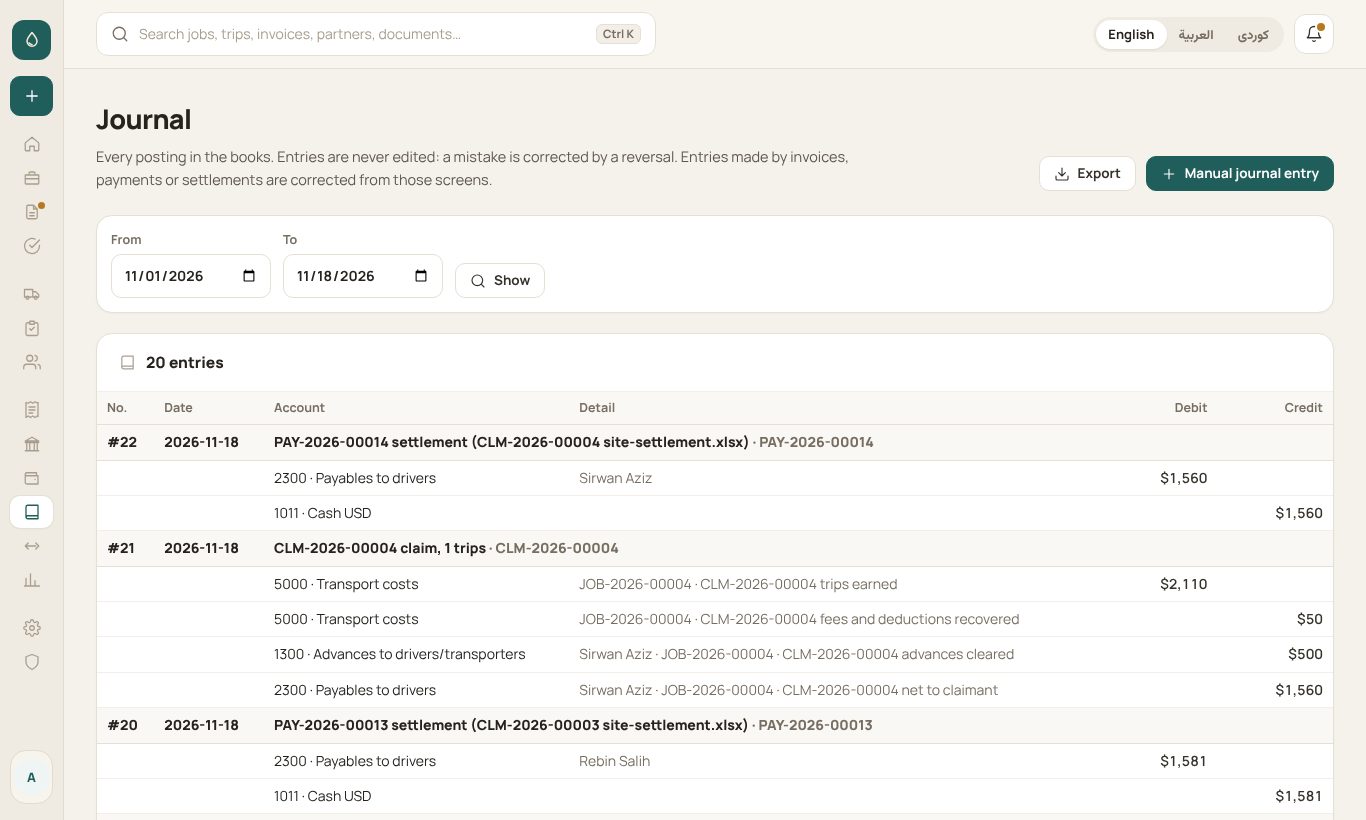 Search jobs, trips, invoices, partners, documents...
Ctrl K
English
العربية
کوردی
Journal
Every posting in the books. Entries are never edited: a mistake is corrected by a reversal. Entries made by invoices,
payments or settlements are corrected from those screens.
Export
Manual journal entry
From
To
11/01/2026
11/18/2026
Show
20 entries
No. Date Account Detail Debit Credit
#22 2026-11-18 PAY-2026-00014 settlement (CLM-2026-00004 site-settlement.xlsx) · PAY-2026-00014
2300 · Payables to drivers Sirwan Aziz $1,560
1011 · Cash USD $1,560
#21 2026-11-18 CLM-2026-00004 claim, 1 trips · CLM-2026-00004
5000 · Transport costs JOB-2026-00004 · CLM-2026-00004 trips earned $2,110
5000 · Transport costs JOB-2026-00004 · CLM-2026-00004 fees and deductions recovered $50
1300 · Advances to drivers/transporters Sirwan Aziz · JOB-2026-00004 · CLM-2026-00004 advances cleared $500
2300 · Payables to drivers Sirwan Aziz · JOB-2026-00004 · CLM-2026-00004 net to claimant $1,560
#20 2026-11-18 PAY-2026-00013 settlement (CLM-2026-00003 site-settlement.xlsx) · PAY-2026-00013
2300 · Payables to drivers Rebin Salih $1,581
1011 · Cash USD $1,581
A